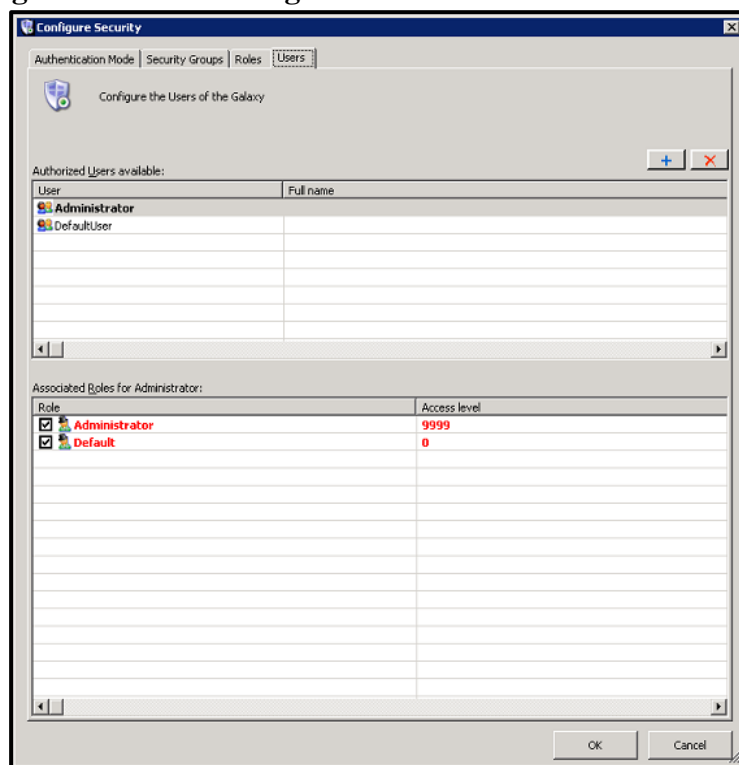 Configure Security
Authentication Mode Security Groups Roles Users
Configure the Users of the Galaxy
Authorized Users available:
User Full name
Administrator
DefaultUser
Associated Roles for Administrator:
Role Access level
Administrator 9999
Default 0
OK Cancel